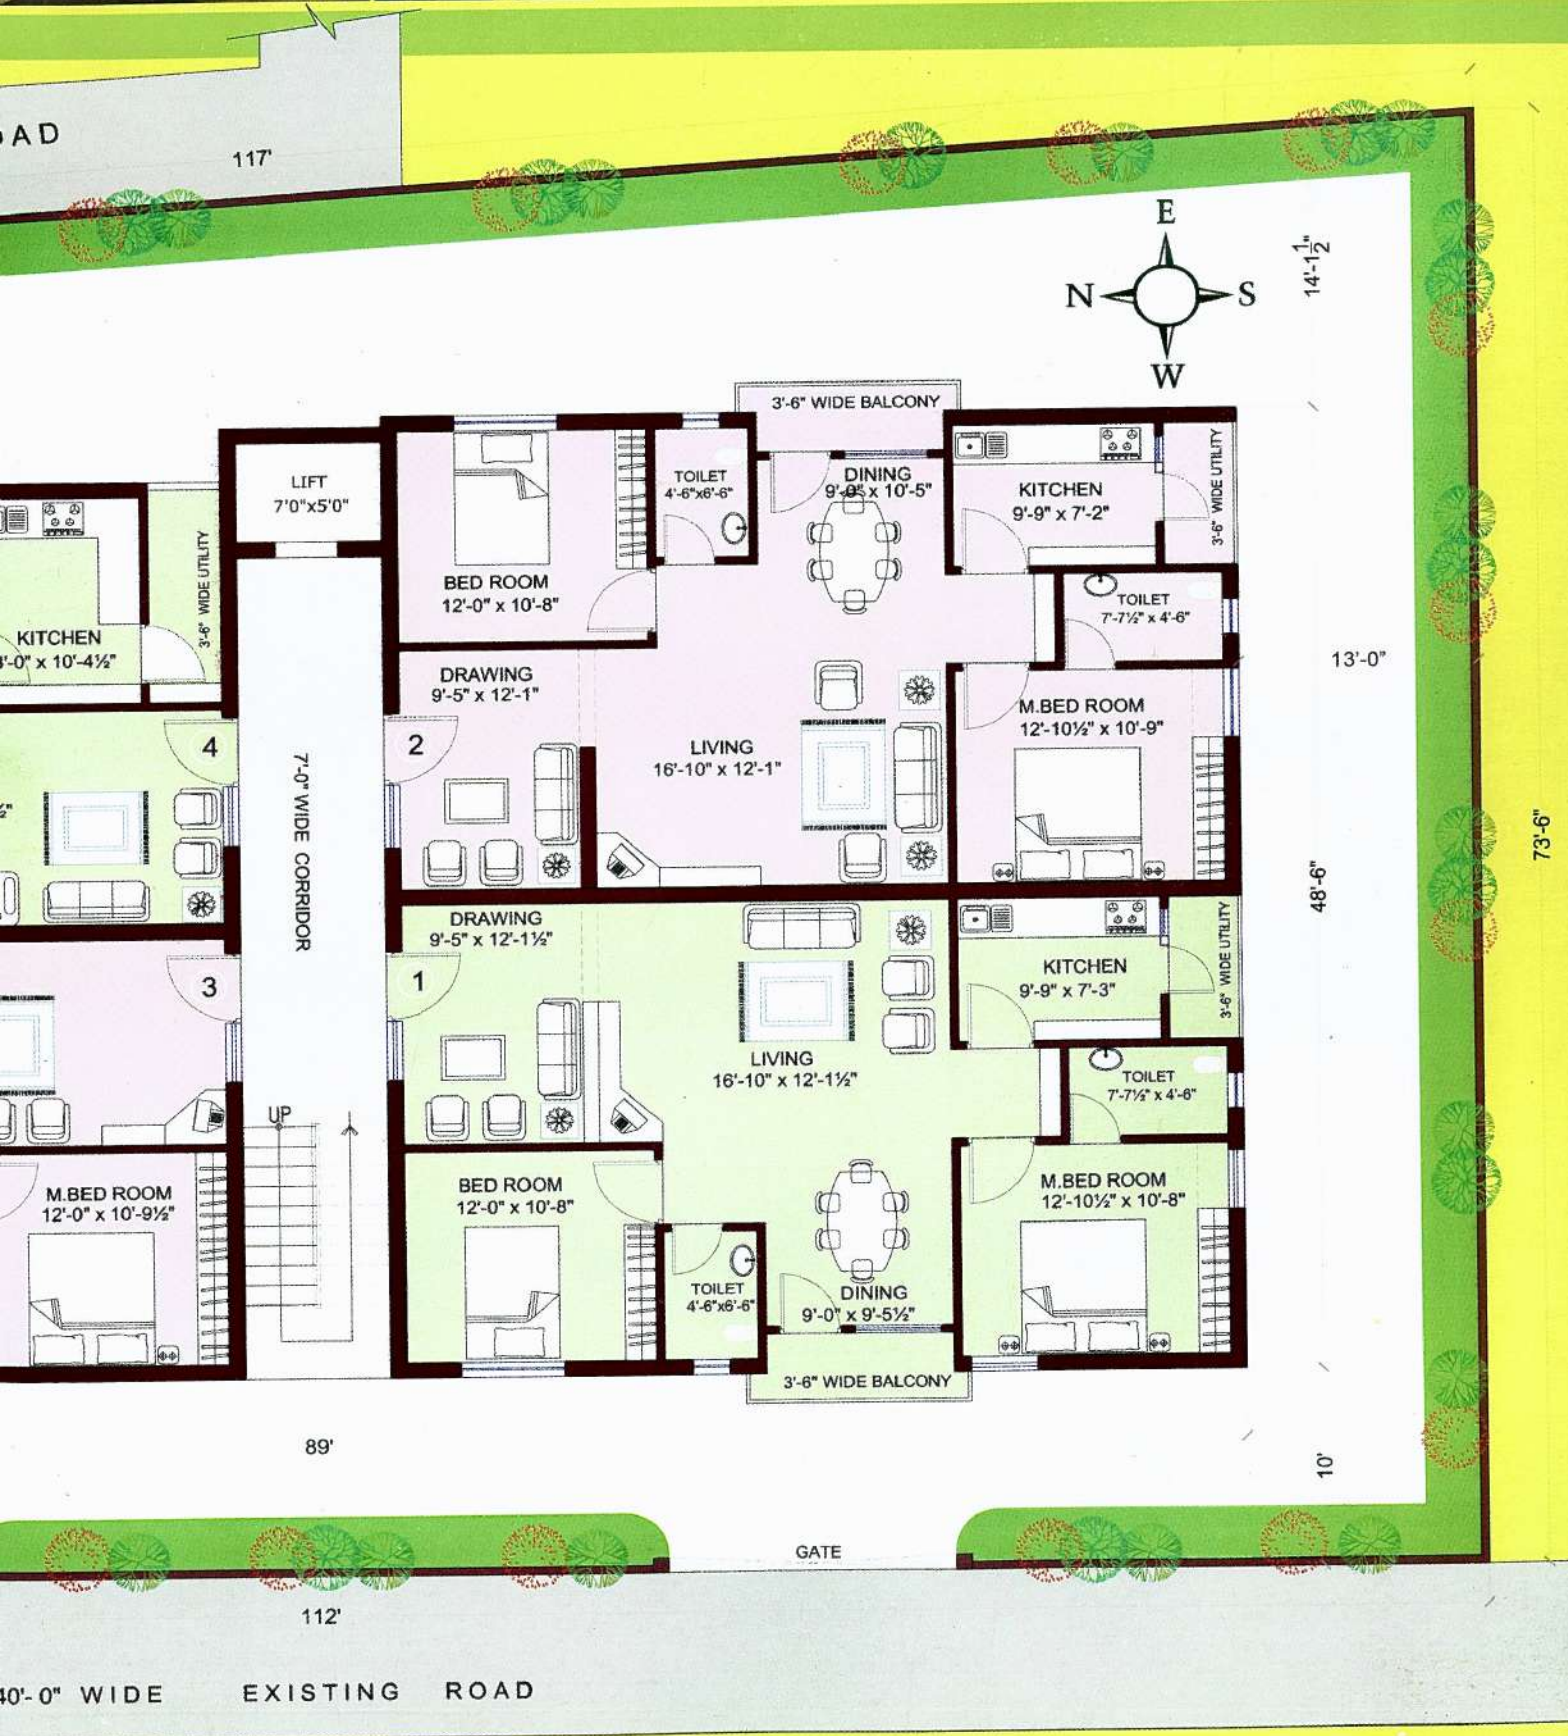 OAD
117'
E
N
S
W
14'-1½"
3'-6" WIDE BALCONY
LIFT
7'0"x5'0"
TOILET
4'-6"x6'-6"
DINING
9'-0" x 10'-5"
KITCHEN
9'-9" x 7'-2"
3'-6" WIDE UTILITY
BED ROOM
12'-0" x 10'-8"
3'-6" WIDE UTILITY
TOILET
7'-7½" x 4'-6"
KITCHEN
'-0" x 10'-4½"
13'-0"
DRAWING
9'-5" x 12'-1"
M.BED ROOM
12'-10½" x 10'-9"
4
2
LIVING
16'-10" x 12'-1"
7'-0" WIDE CORRIDOR
73'-6"
48'-6"
DRAWING
9'-5" x 12'-1½"
3
1
KITCHEN
9'-9" x 7'-3"
3'-6" WIDE UTILITY
LIVING
16'-10" x 12'-1½"
TOILET
7'-7½" x 4'-6"
UP
M.BED ROOM
12'-0" x 10'-9½"
BED ROOM
12'-0" x 10'-8"
M.BED ROOM
12'-10½" x 10'-8"
TOILET
4'-6"x6'-6"
DINING
9'-0" x 9'-5½"
3'-6" WIDE BALCONY
89'
10'
GATE
112'
40'-0" WIDE EXISTING ROAD